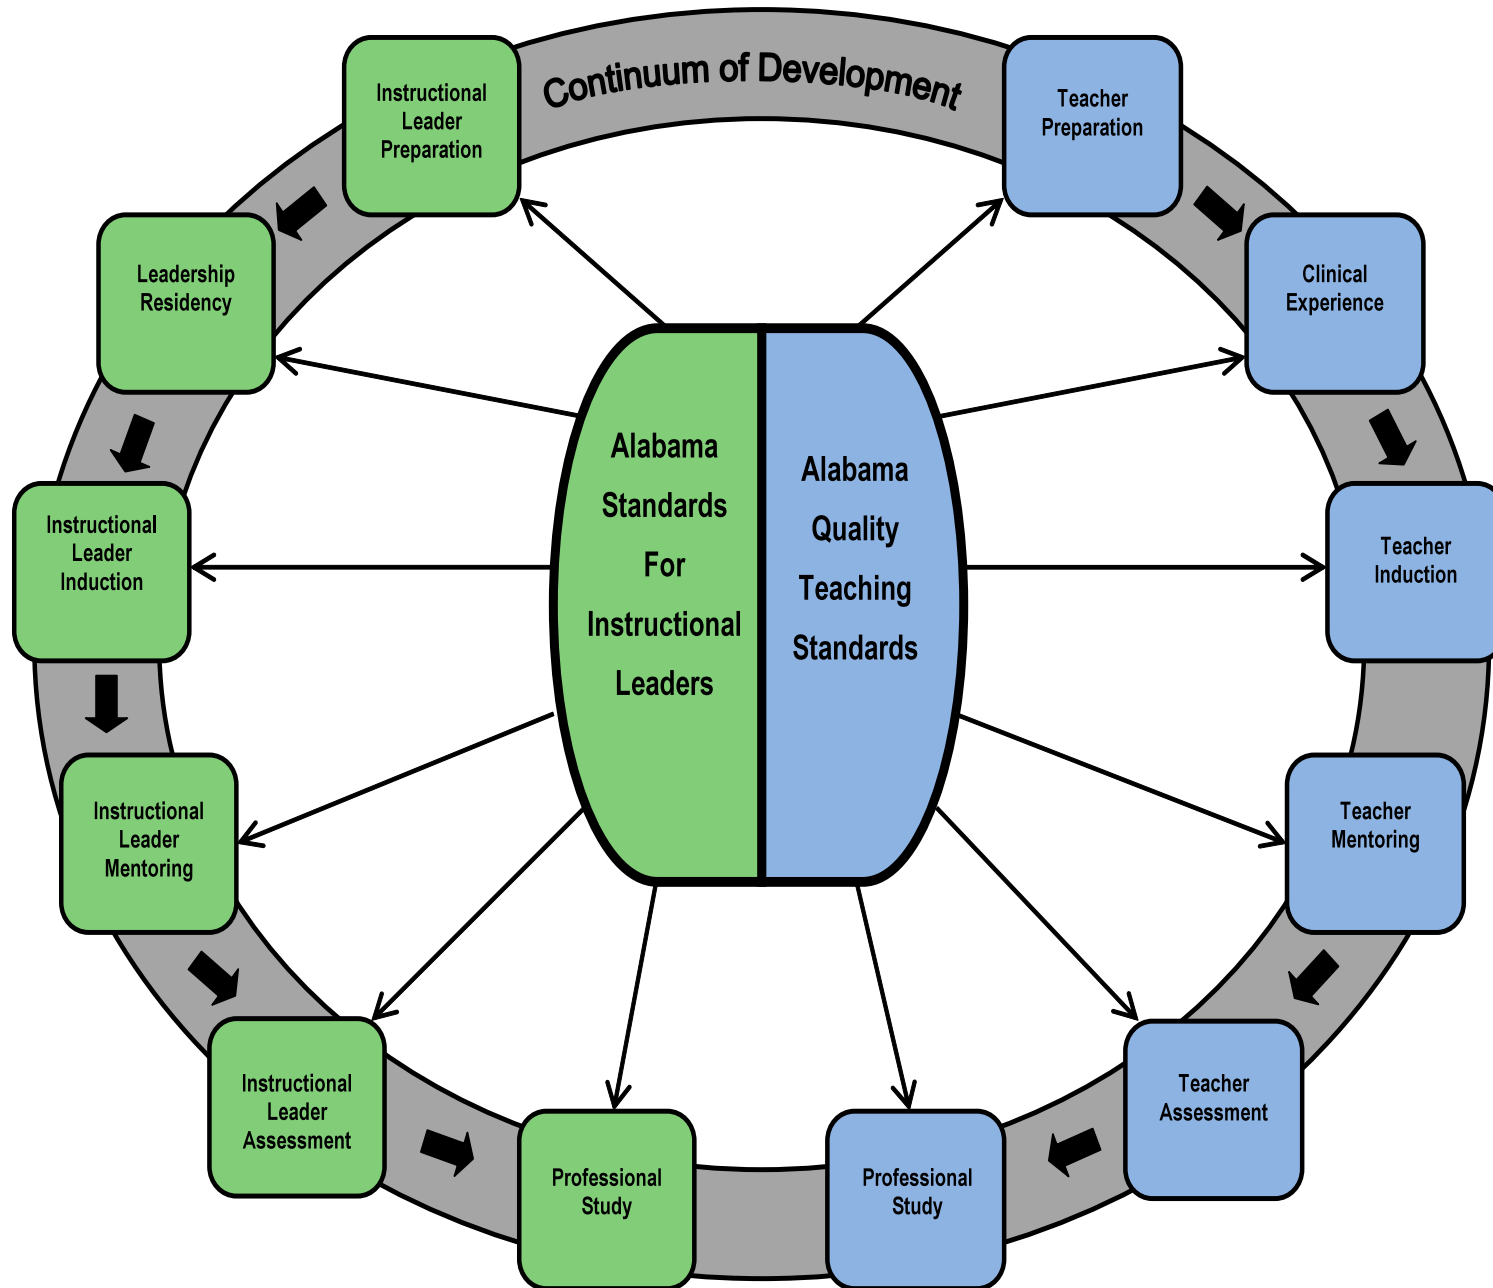 Continuum of Development
Instructional
Leader
Preparation
Teacher
Preparation
Leadership
Residency
Clinical
Experience
Alabama
Standards
For
Instructional
Leaders
Alabama
Quality
Teaching
Standards
Instructional
Leader
Induction
Teacher
Induction
Instructional
Leader
Mentoring
Teacher
Mentoring
Instructional
Leader
Assessment
Teacher
Assessment
Professional
Study
Professional
Study